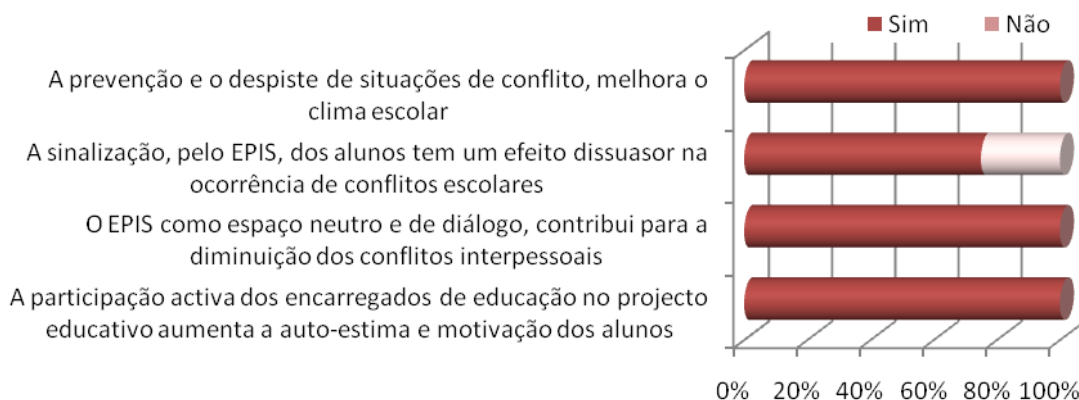 Sim Não
A prevenção e o despiste de situações de conflito, melhora o
clima escolar
A sinalização, pelo EPIS, dos alunos tem um efeito dissuasor na
ocorrência de conflitos escolares
O EPIS como espaço neutro e de diálogo, contribui para a
diminuição dos conflitos interpessoais
A participação activa dos encarregados de educação no projecto
educativo aumenta a auto-estima e motivação dos alunos
0% 20% 40% 60% 80% 100%